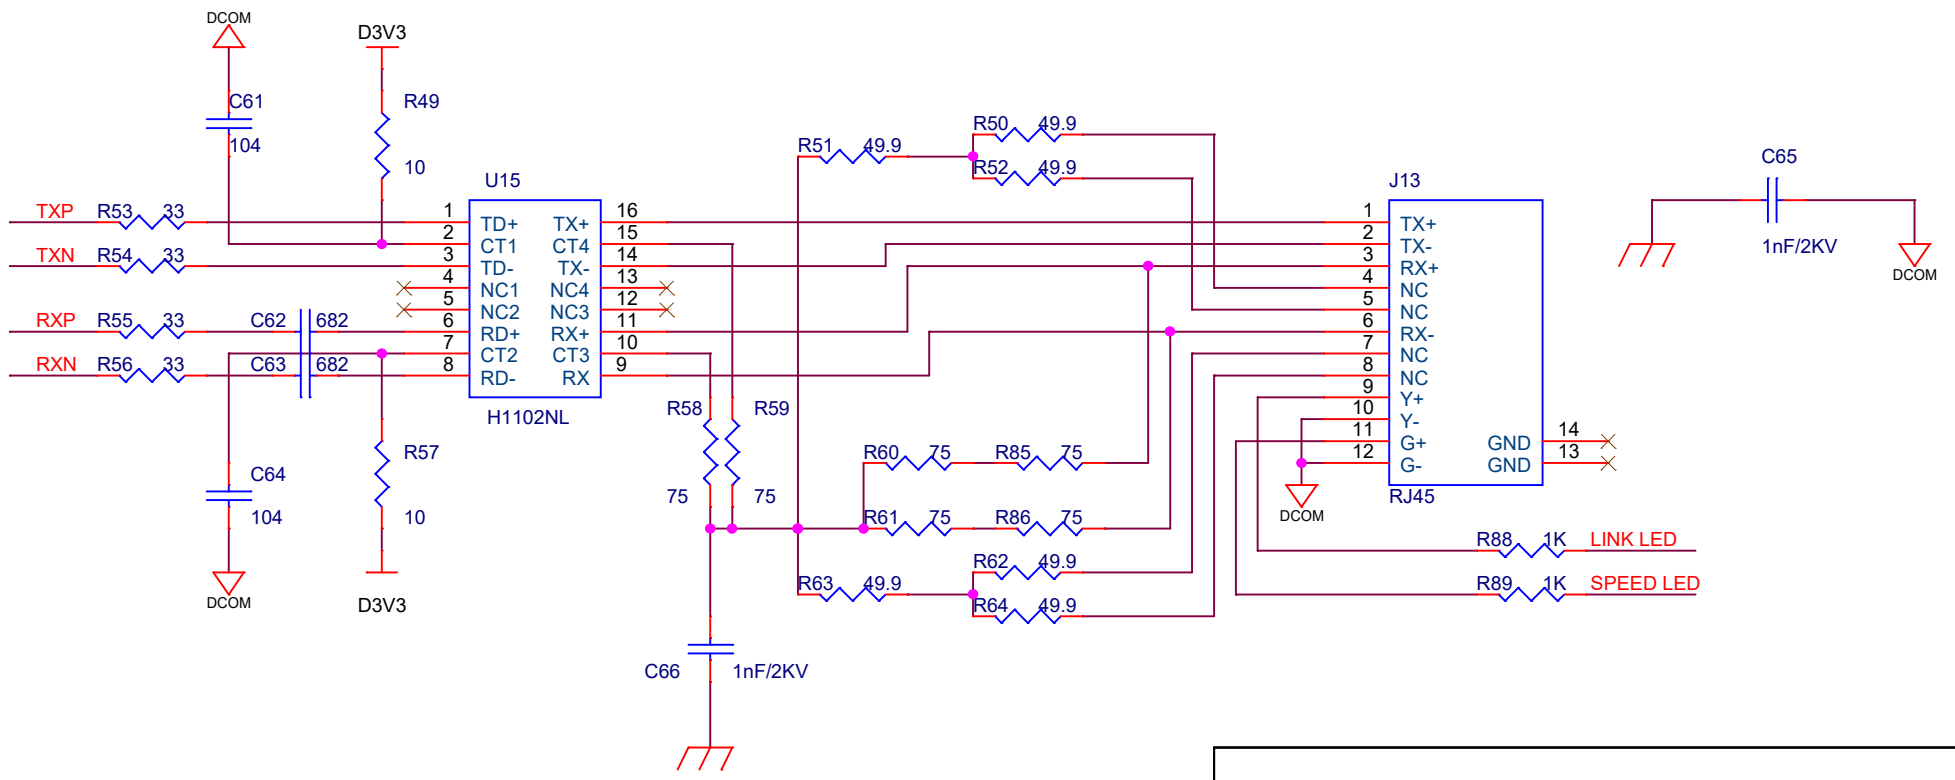 DCOM
D3V3
C61
104
R49
10
U15
R51 49.9
R50 49.9
R52 49.9
J13
C65
1nF/2KV
DCOM
TXP R53 33
TXN R54 33
RXP R55 33 C62 682
RXN R56 33 C63 682
1 TD+ TX+ 16
2 CT1 CT4 15
3 TD- TX- 14
4 NC1 NC4 13
5 NC2 NC3 12
6 RD+ RX+ 11
7 CT2 CT3 10
8 RD- RX 9
H1102NL
1 TX+
2 TX-
3 RX+
4 NC
5 NC
6 RX-
7 NC
8 NC
9 Y+
10 Y-
11 G+ GND 14
12 G- GND 13
RJ45
DCOM
R58 R59
75 75
R60 75 R85 75
R61 75 R86 75
R62 49.9
R63 49.9
R64 49.9
R57
10
C64
104
DCOM
D3V3
R88 1K LINK LED
R89 1K SPEED LED
C66 1nF/2KV